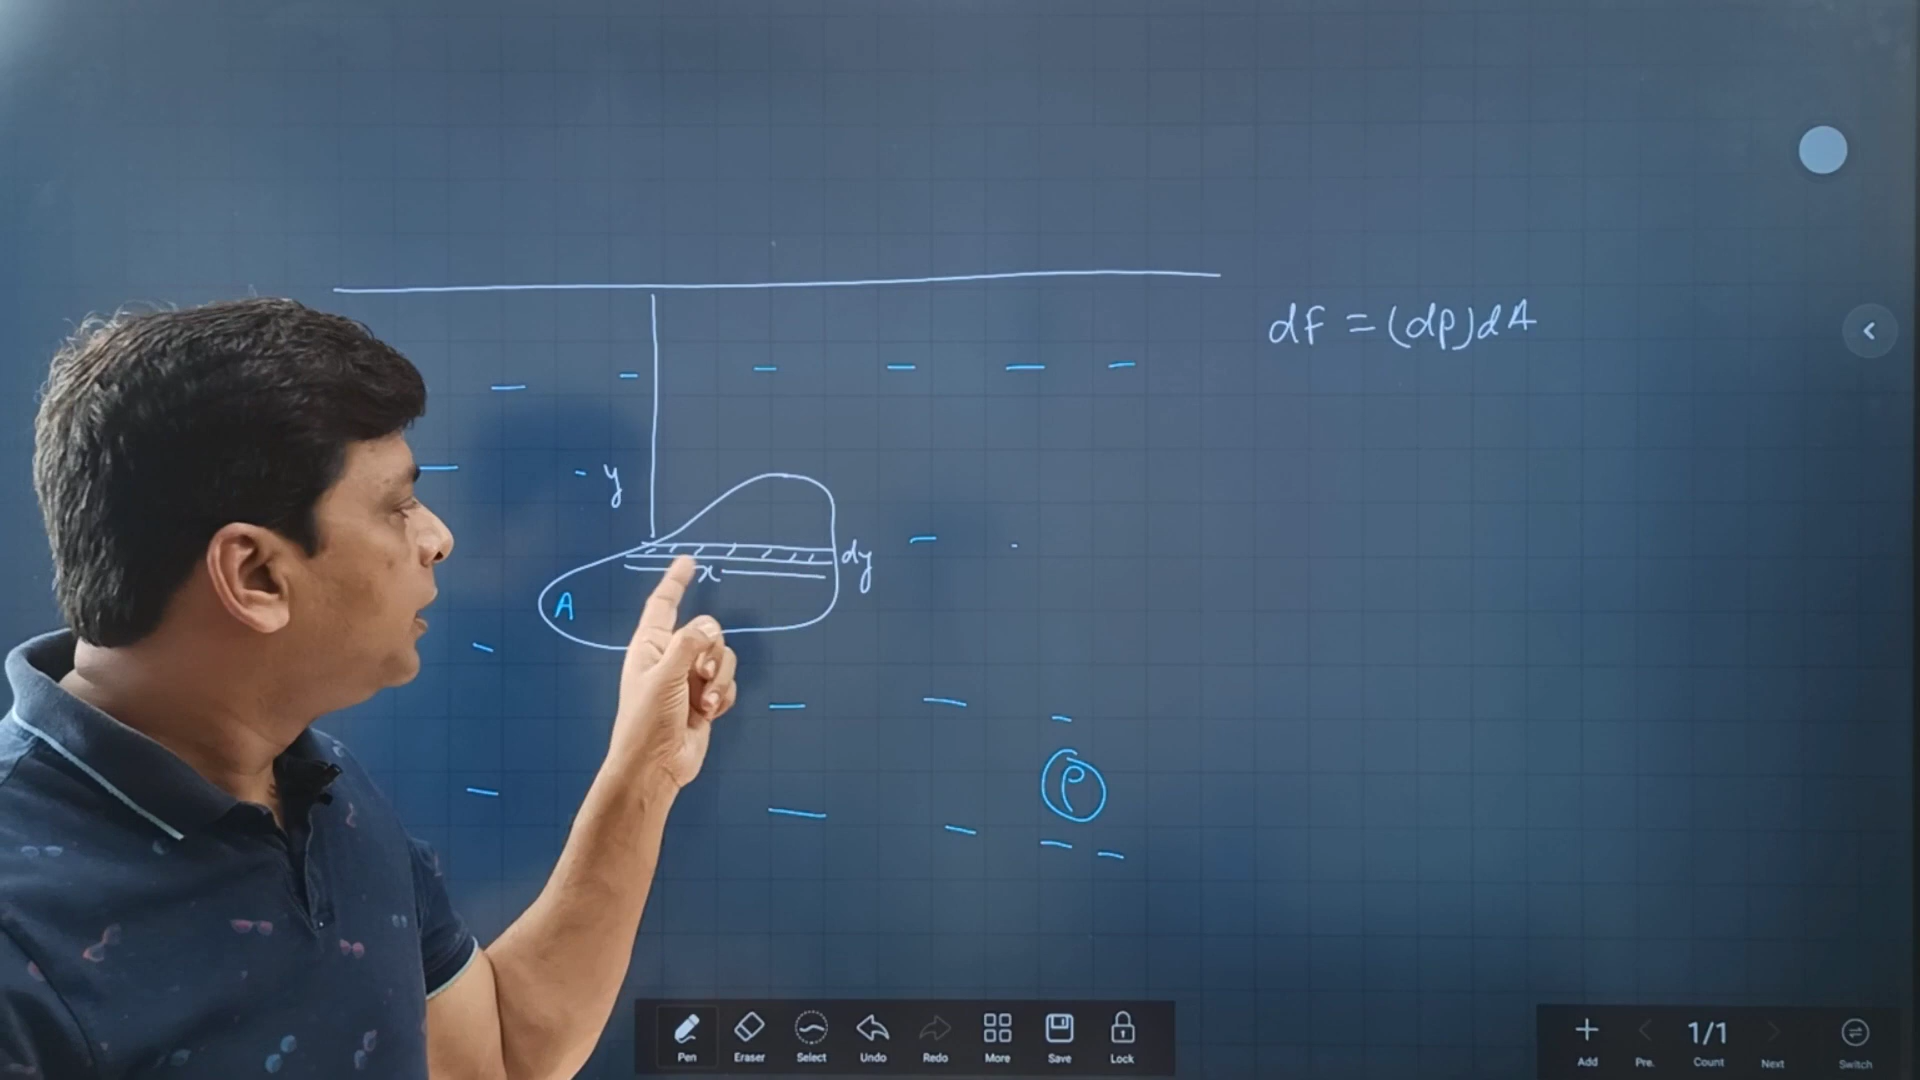 dF = (dp)dA
y
dy
x
A
ρ
Pen Eraser Select Undo Redo More Save Lock
1/1
Add Pre. Count Next Switch